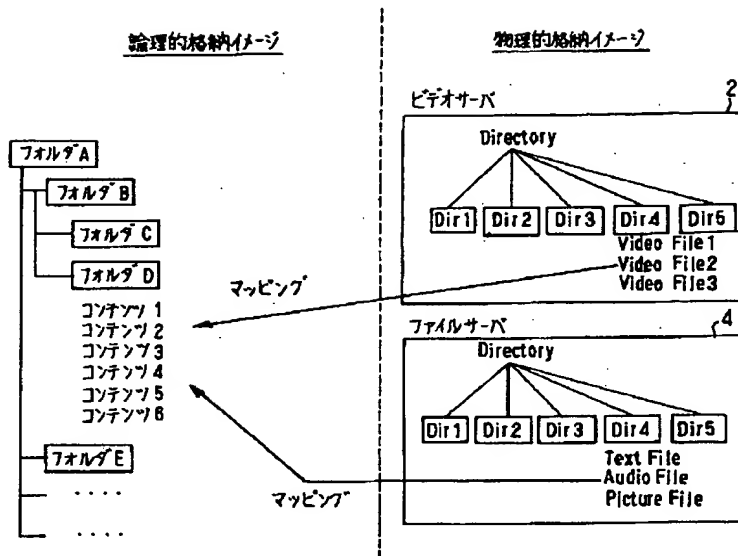 論理的格納イメージ
フォルダA
フォルダB
フォルダC
フォルダD
コンテンツ1
コンテンツ2
コンテンツ3
コンテンツ4
コンテンツ5
コンテンツ6
フォルダE
....
....
マッピング
マッピング
物理的格納イメージ
ビデオサーバ
2
Directory
Dir1 Dir2 Dir3 Dir4 Dir5
Video File1
Video File2
Video File3
ファイルサーバ
4
Directory
Dir1 Dir2 Dir3 Dir4 Dir5
Text File
Audio File
Picture File